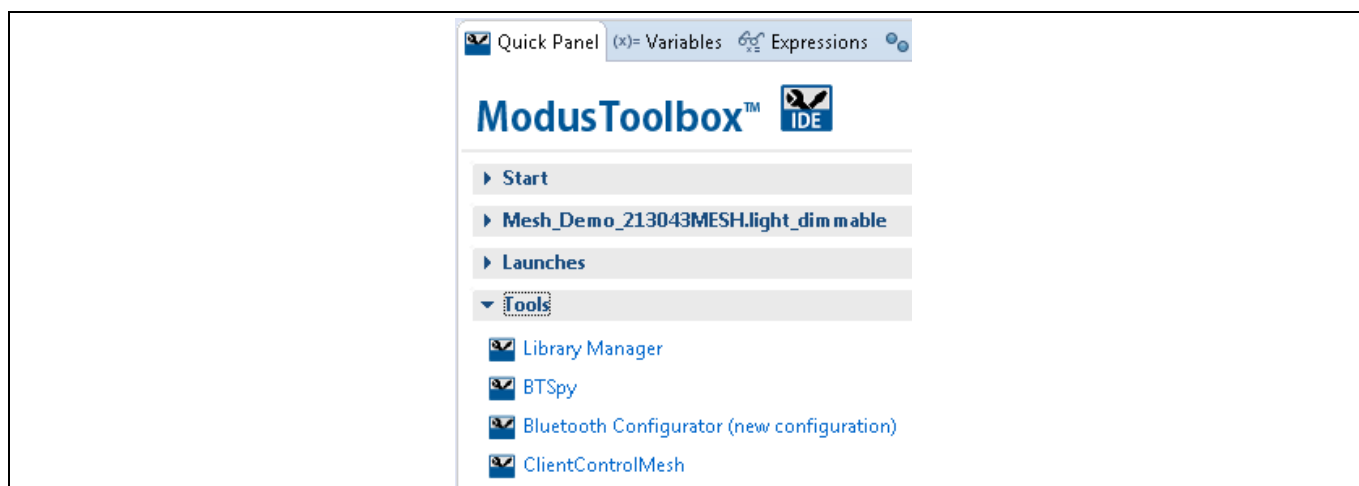 Quick Panel (x)= Variables Expressions
ModusToolbox™ IDE
Start
Mesh_Demo_213043MESH.light_dimmable
Launches
Tools
Library Manager
BTSpy
Bluetooth Configurator (new configuration)
ClientControlMesh